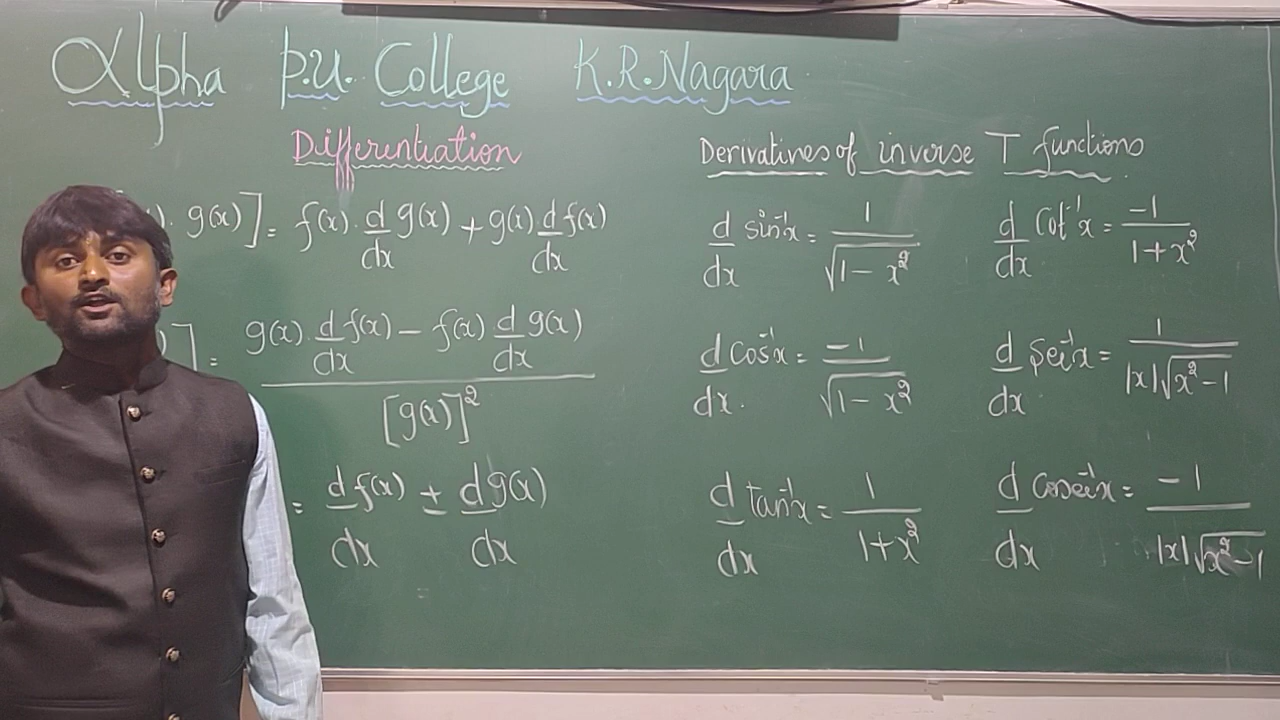 Alpha P.U. College K.R.Nagara
Differentiation
). g(x)] = f(x). d/dx g(x) + g(x) d/dx f(x)
)] = g(x) d/dx f(x) – f(x) d/dx g(x) / [g(x)]²
= d f(x)/dx ± d g(x)/dx
Derivatives of inverse T functions
d/dx sin⁻¹x = 1/√1 – x²
d/dx Cot⁻¹x = –1/1 + x²
d/dx Cos⁻¹x = –1/√1 – x²
d/dx Sec⁻¹x = 1/|x|√x² – 1
d/dx tan⁻¹x = 1/1 + x²
d/dx Cosec⁻¹x = –1/|x|√x² – 1